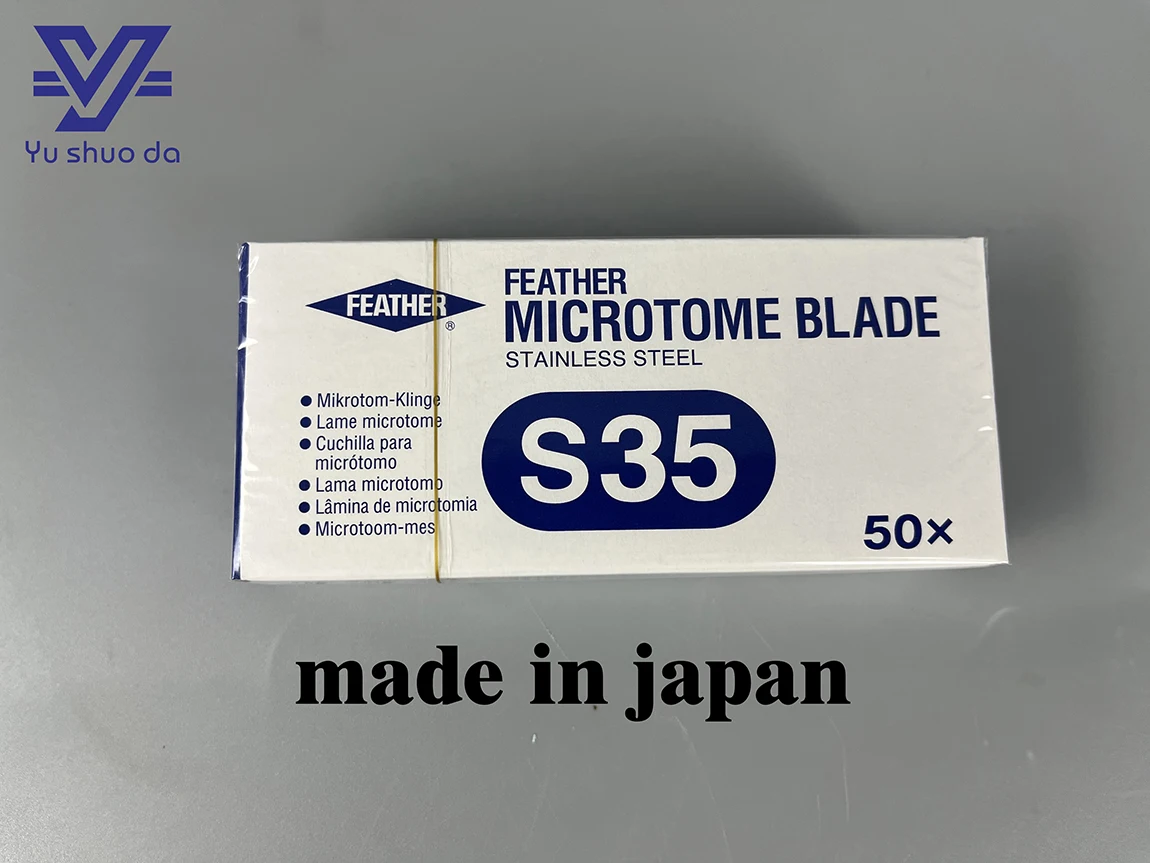 Yu shuo da
FEATHER
®
FEATHER
MICROTOME BLADE
STAINLESS STEEL
● Mikrotom-Klinge
● Lame microtome
● Cuchilla para
micrótomo
● Lama microtomo
● Lâmina de microtomia
● Microtoom-mes
S35
50×
made in japan